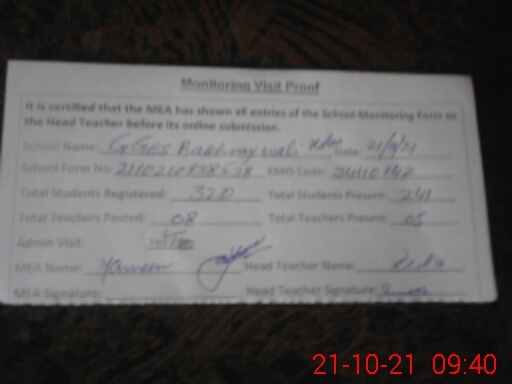 Monitoring Visit Proof
It is certified that the MEA has shown all entries of the School Monitoring Form to
the Head Teacher before its online submission.
School Name: GGES Date:
School Form No: EMIS Code:
Total Students Registered: 320 Total Students Present: 241
Total Teachers Posted: 08 Total Teachers Present: 05
Admin Visit: Yes/
MEA Name: Yameen Head Teacher Name:
MEA Signature: Head Teacher Signature:
21-10-21 09:40